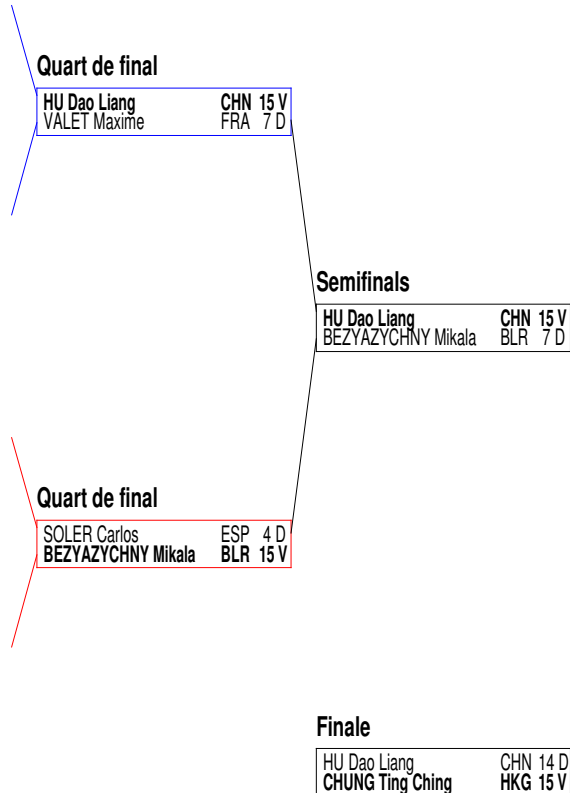 Quart de final
HU Dao Liang CHN 15 V
VALET Maxime FRA 7 D
Semifinals
HU Dao Liang CHN 15 V
BEZYAZYCHNY Mikala BLR 7 D
Quart de final
SOLER Carlos ESP 4 D
BEZYAZYCHNY Mikala BLR 15 V
Finale
HU Dao Liang CHN 14 D
CHUNG Ting Ching HKG 15 V